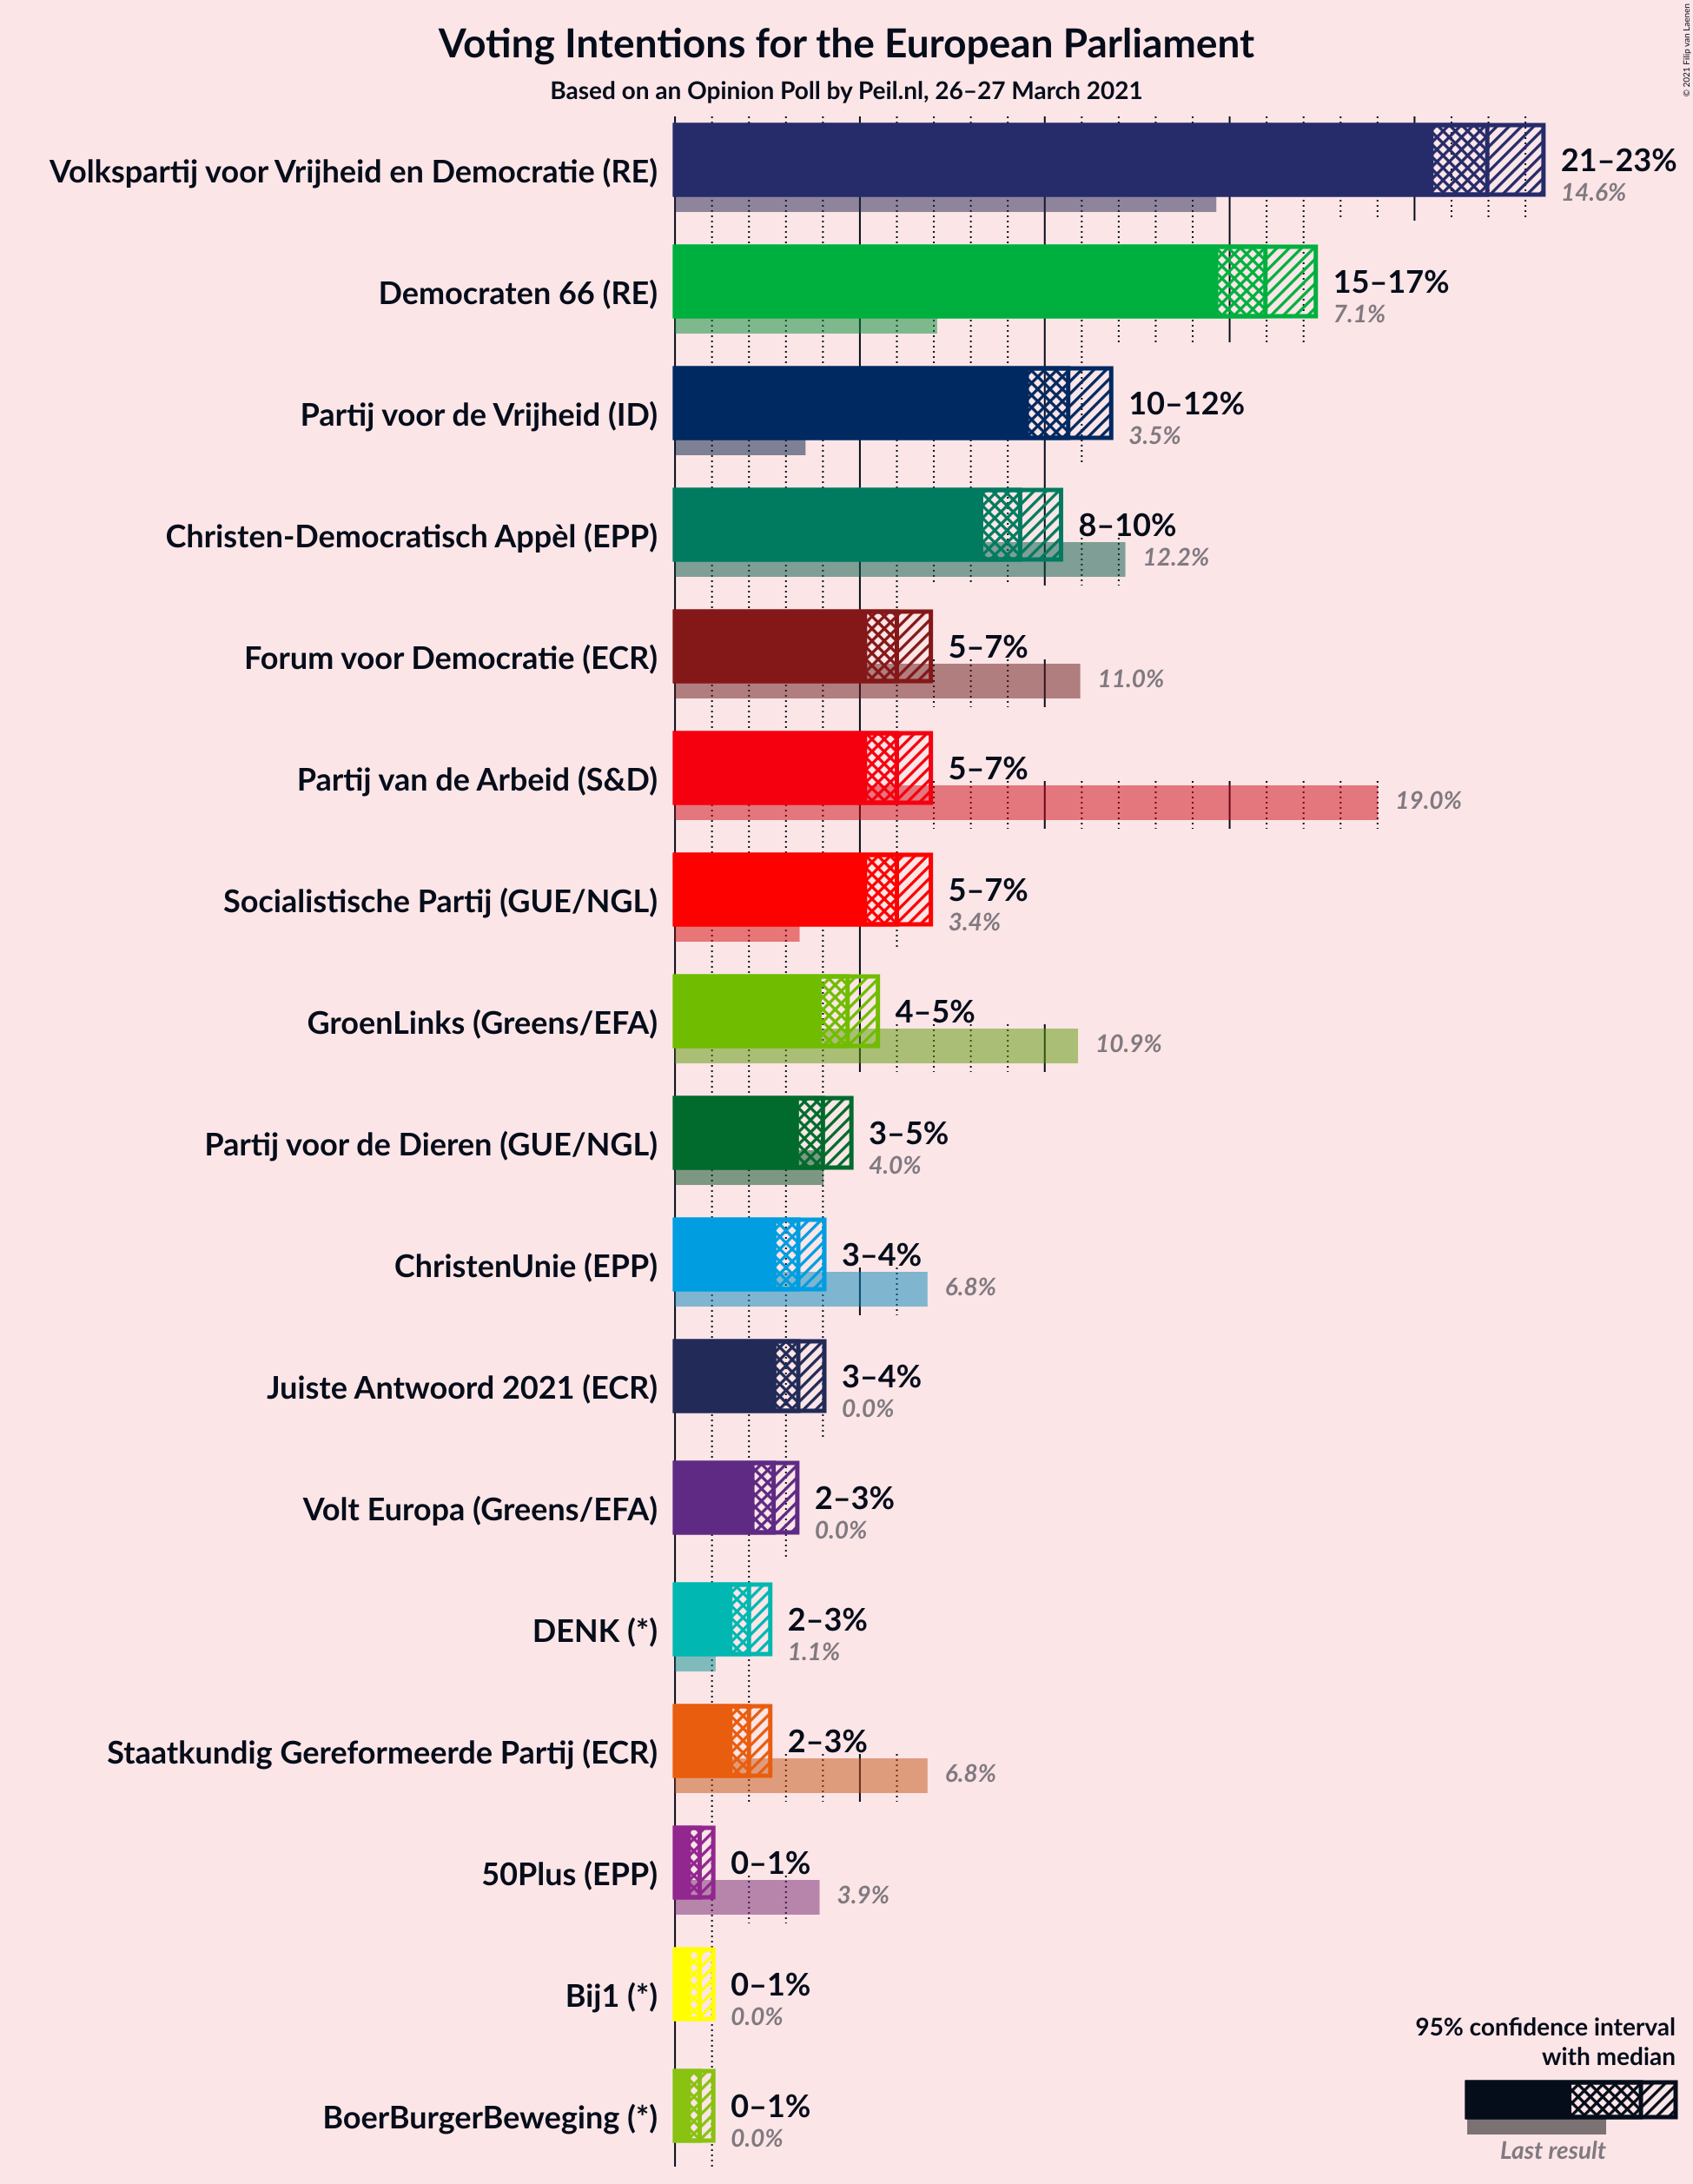 Voting Intentions for the European Parliament
Based on an Opinion Poll by Peil.nl, 26–27 March 2021
© 2021 Filip van Laenen
Volkspartij voor Vrijheid en Democratie (RE)
21–23%
14.6%
Democraten 66 (RE)
15–17%
7.1%
Partij voor de Vrijheid (ID)
10–12%
3.5%
Christen-Democratisch Appèl (EPP)
8–10%
12.2%
Forum voor Democratie (ECR)
5–7%
11.0%
Partij van de Arbeid (S&D)
5–7%
19.0%
Socialistische Partij (GUE/NGL)
5–7%
3.4%
GroenLinks (Greens/EFA)
4–5%
10.9%
Partij voor de Dieren (GUE/NGL)
3–5%
4.0%
ChristenUnie (EPP)
3–4%
6.8%
Juiste Antwoord 2021 (ECR)
3–4%
0.0%
Volt Europa (Greens/EFA)
2–3%
0.0%
DENK (*)
2–3%
1.1%
Staatkundig Gereformeerde Partij (ECR)
2–3%
6.8%
50Plus (EPP)
0–1%
3.9%
Bij1 (*)
0–1%
0.0%
BoerBurgerBeweging (*)
0–1%
0.0%
95% confidence interval
with median
Last result